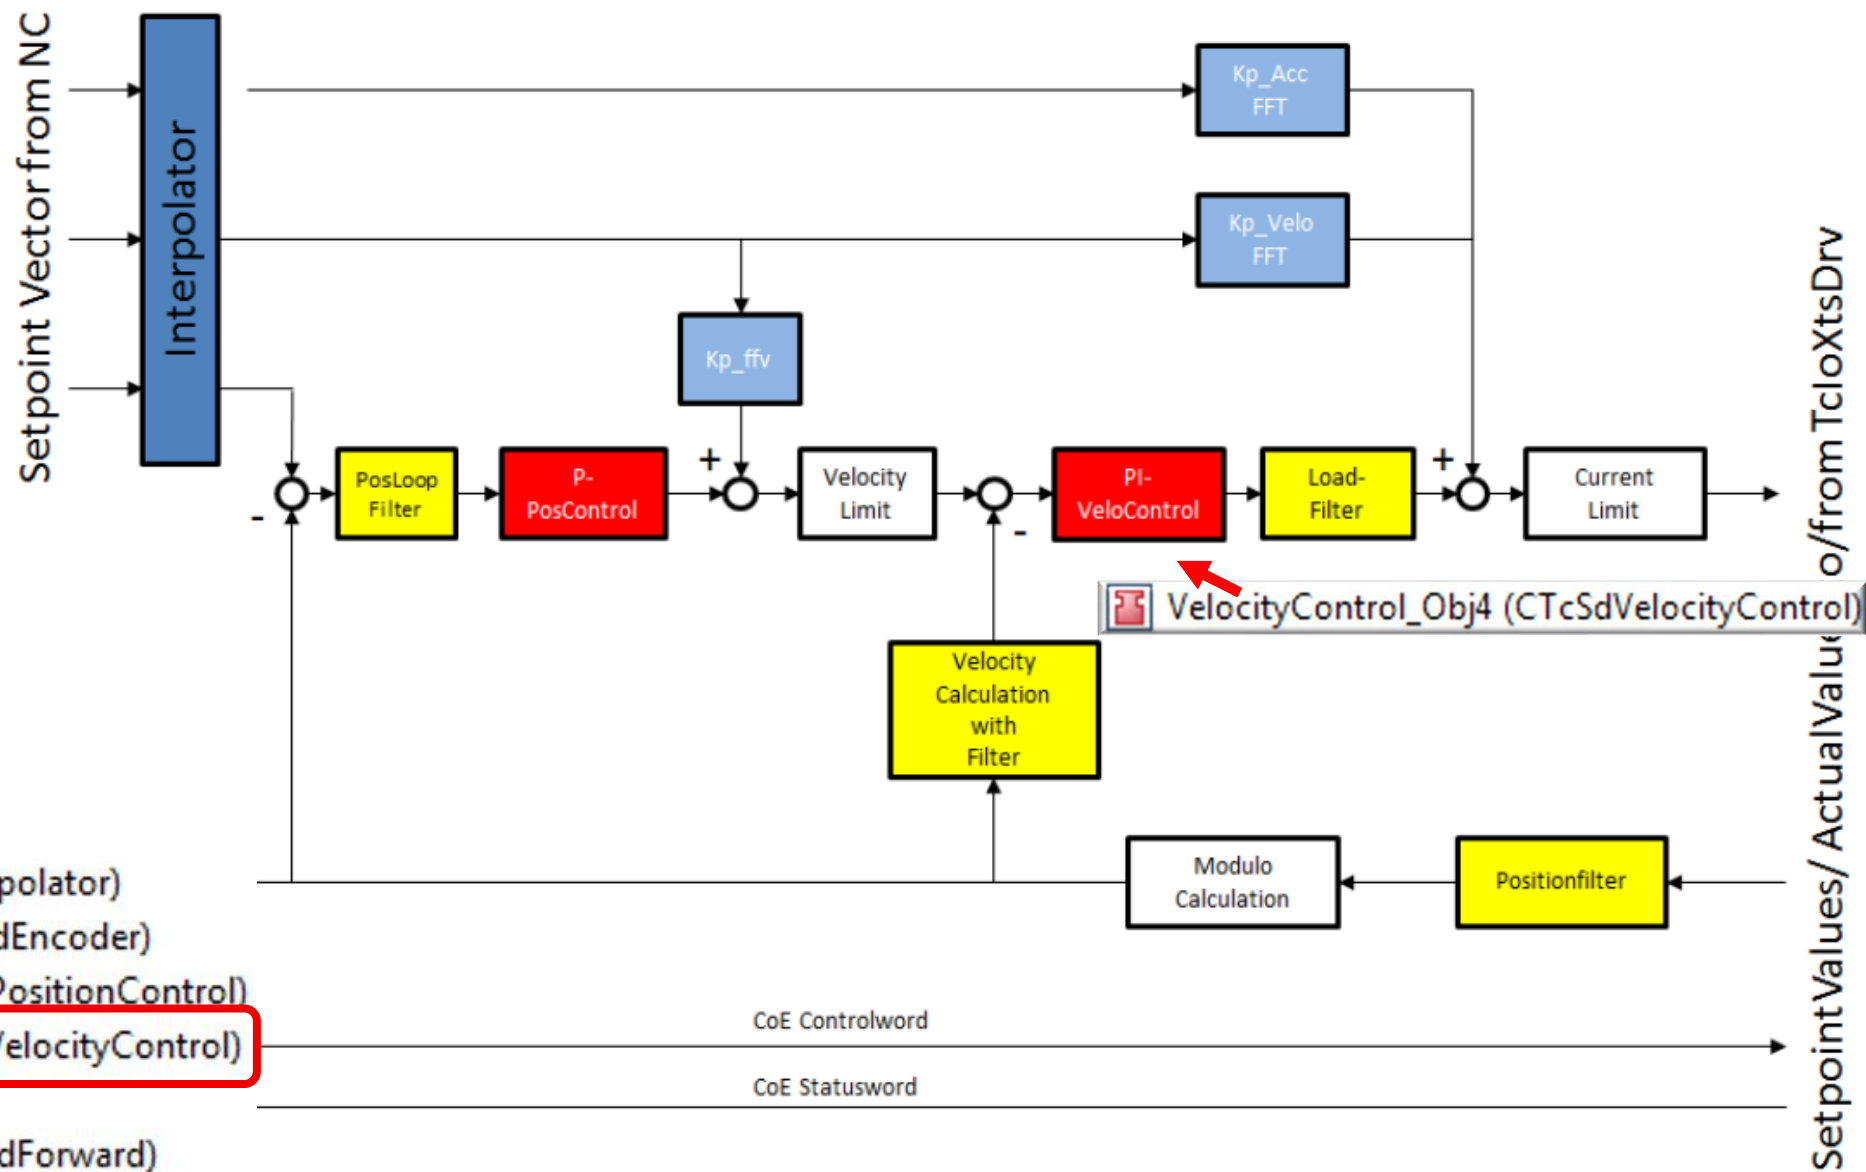 Setpoint Vector from NC
Interpolator
Kp_Acc
FFT
Kp_Velo
FFT
Kp_ffv
+
+
-
PosLoop
Filter
P-
PosControl
Velocity
Limit
-
PI-
VeloControl
Load-
Filter
Current
Limit
VelocityControl_Obj4 (CTcSdVelocityControl)
Velocity
Calculation
with
Filter
Modulo
Calculation
Positionfilter
polator)
dEncoder)
PositionControl)
VelocityControl)
dForward)
CoE Controlword
CoE Statusword
SetpointValues/ ActualValue o/from TcIoXtsDrv